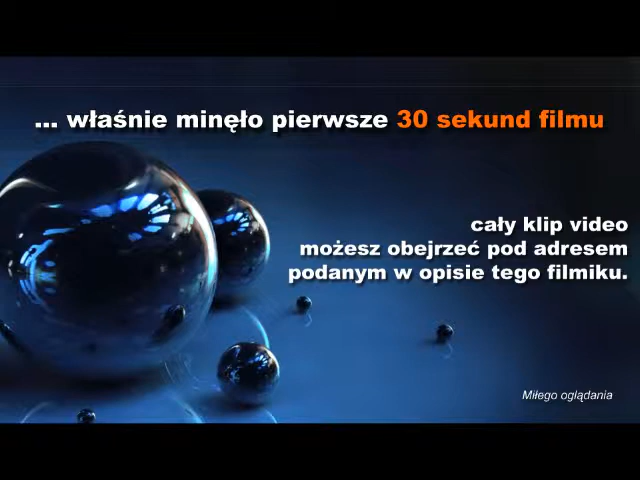 ... właśnie minęło pierwsze 30 sekund filmu
cały klip video
możesz obejrzeć pod adresem
podanym w opisie tego filmiku.
Miłego oglądania